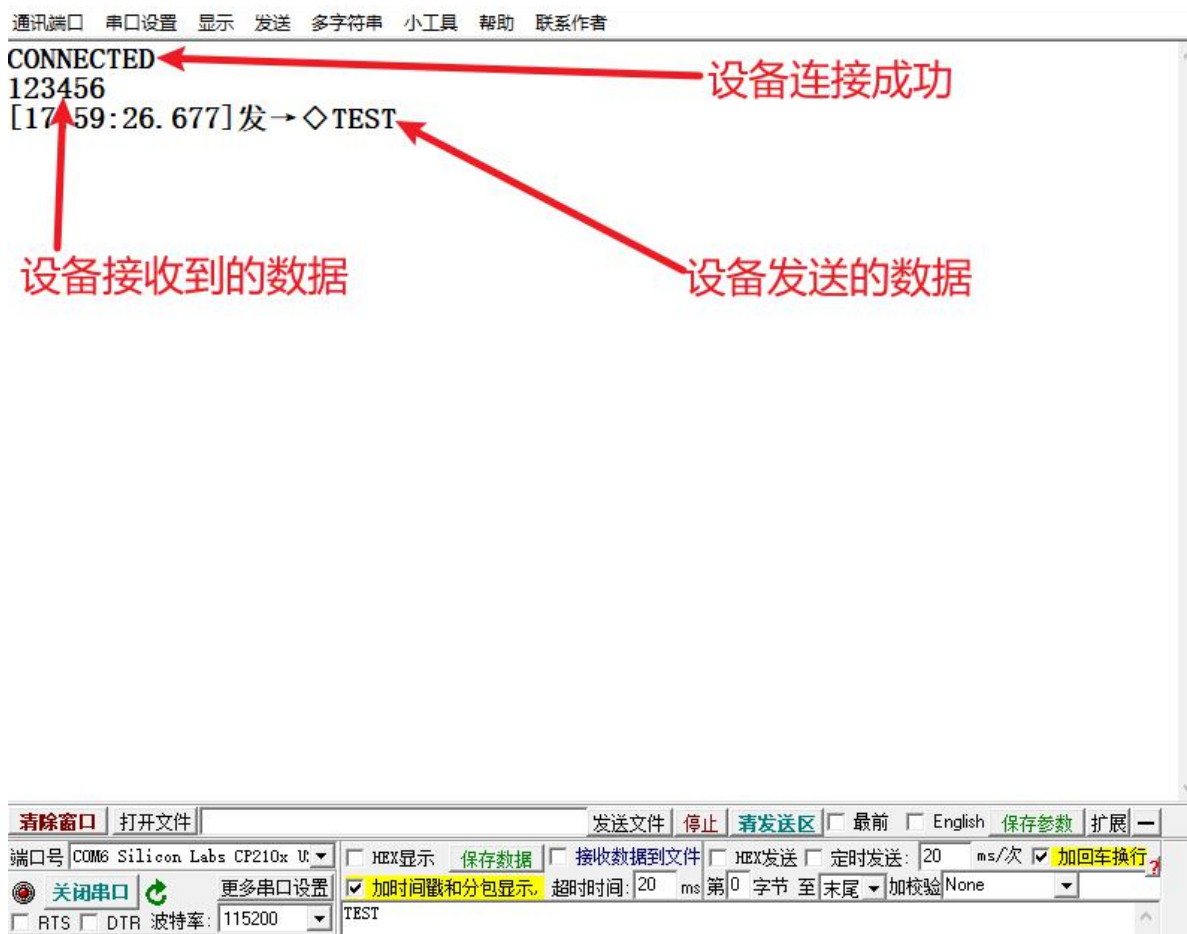 通讯端口 串口设置 显示 发送 多字符串 小工具 帮助 联系作者
CONNECTED
设备连接成功
123456
[17:59:26.677]发→◇TEST
设备接收到的数据
设备发送的数据
清除窗口 打开文件 发送文件 停止 清发送区 最前 English 保存参数 扩展 —
端口号 COM6 Silicon Labs CP210x HEX显示 保存数据 接收数据到文件 HEX发送 定时发送: 20 ms/次 加回车换行 ?
关闭串口 更多串口设置 加时间戳和分包显示, 超时时间: 20 ms 第 0 字节 至 末尾 加校验 None
RTS DTR 波特率: 115200 TEST